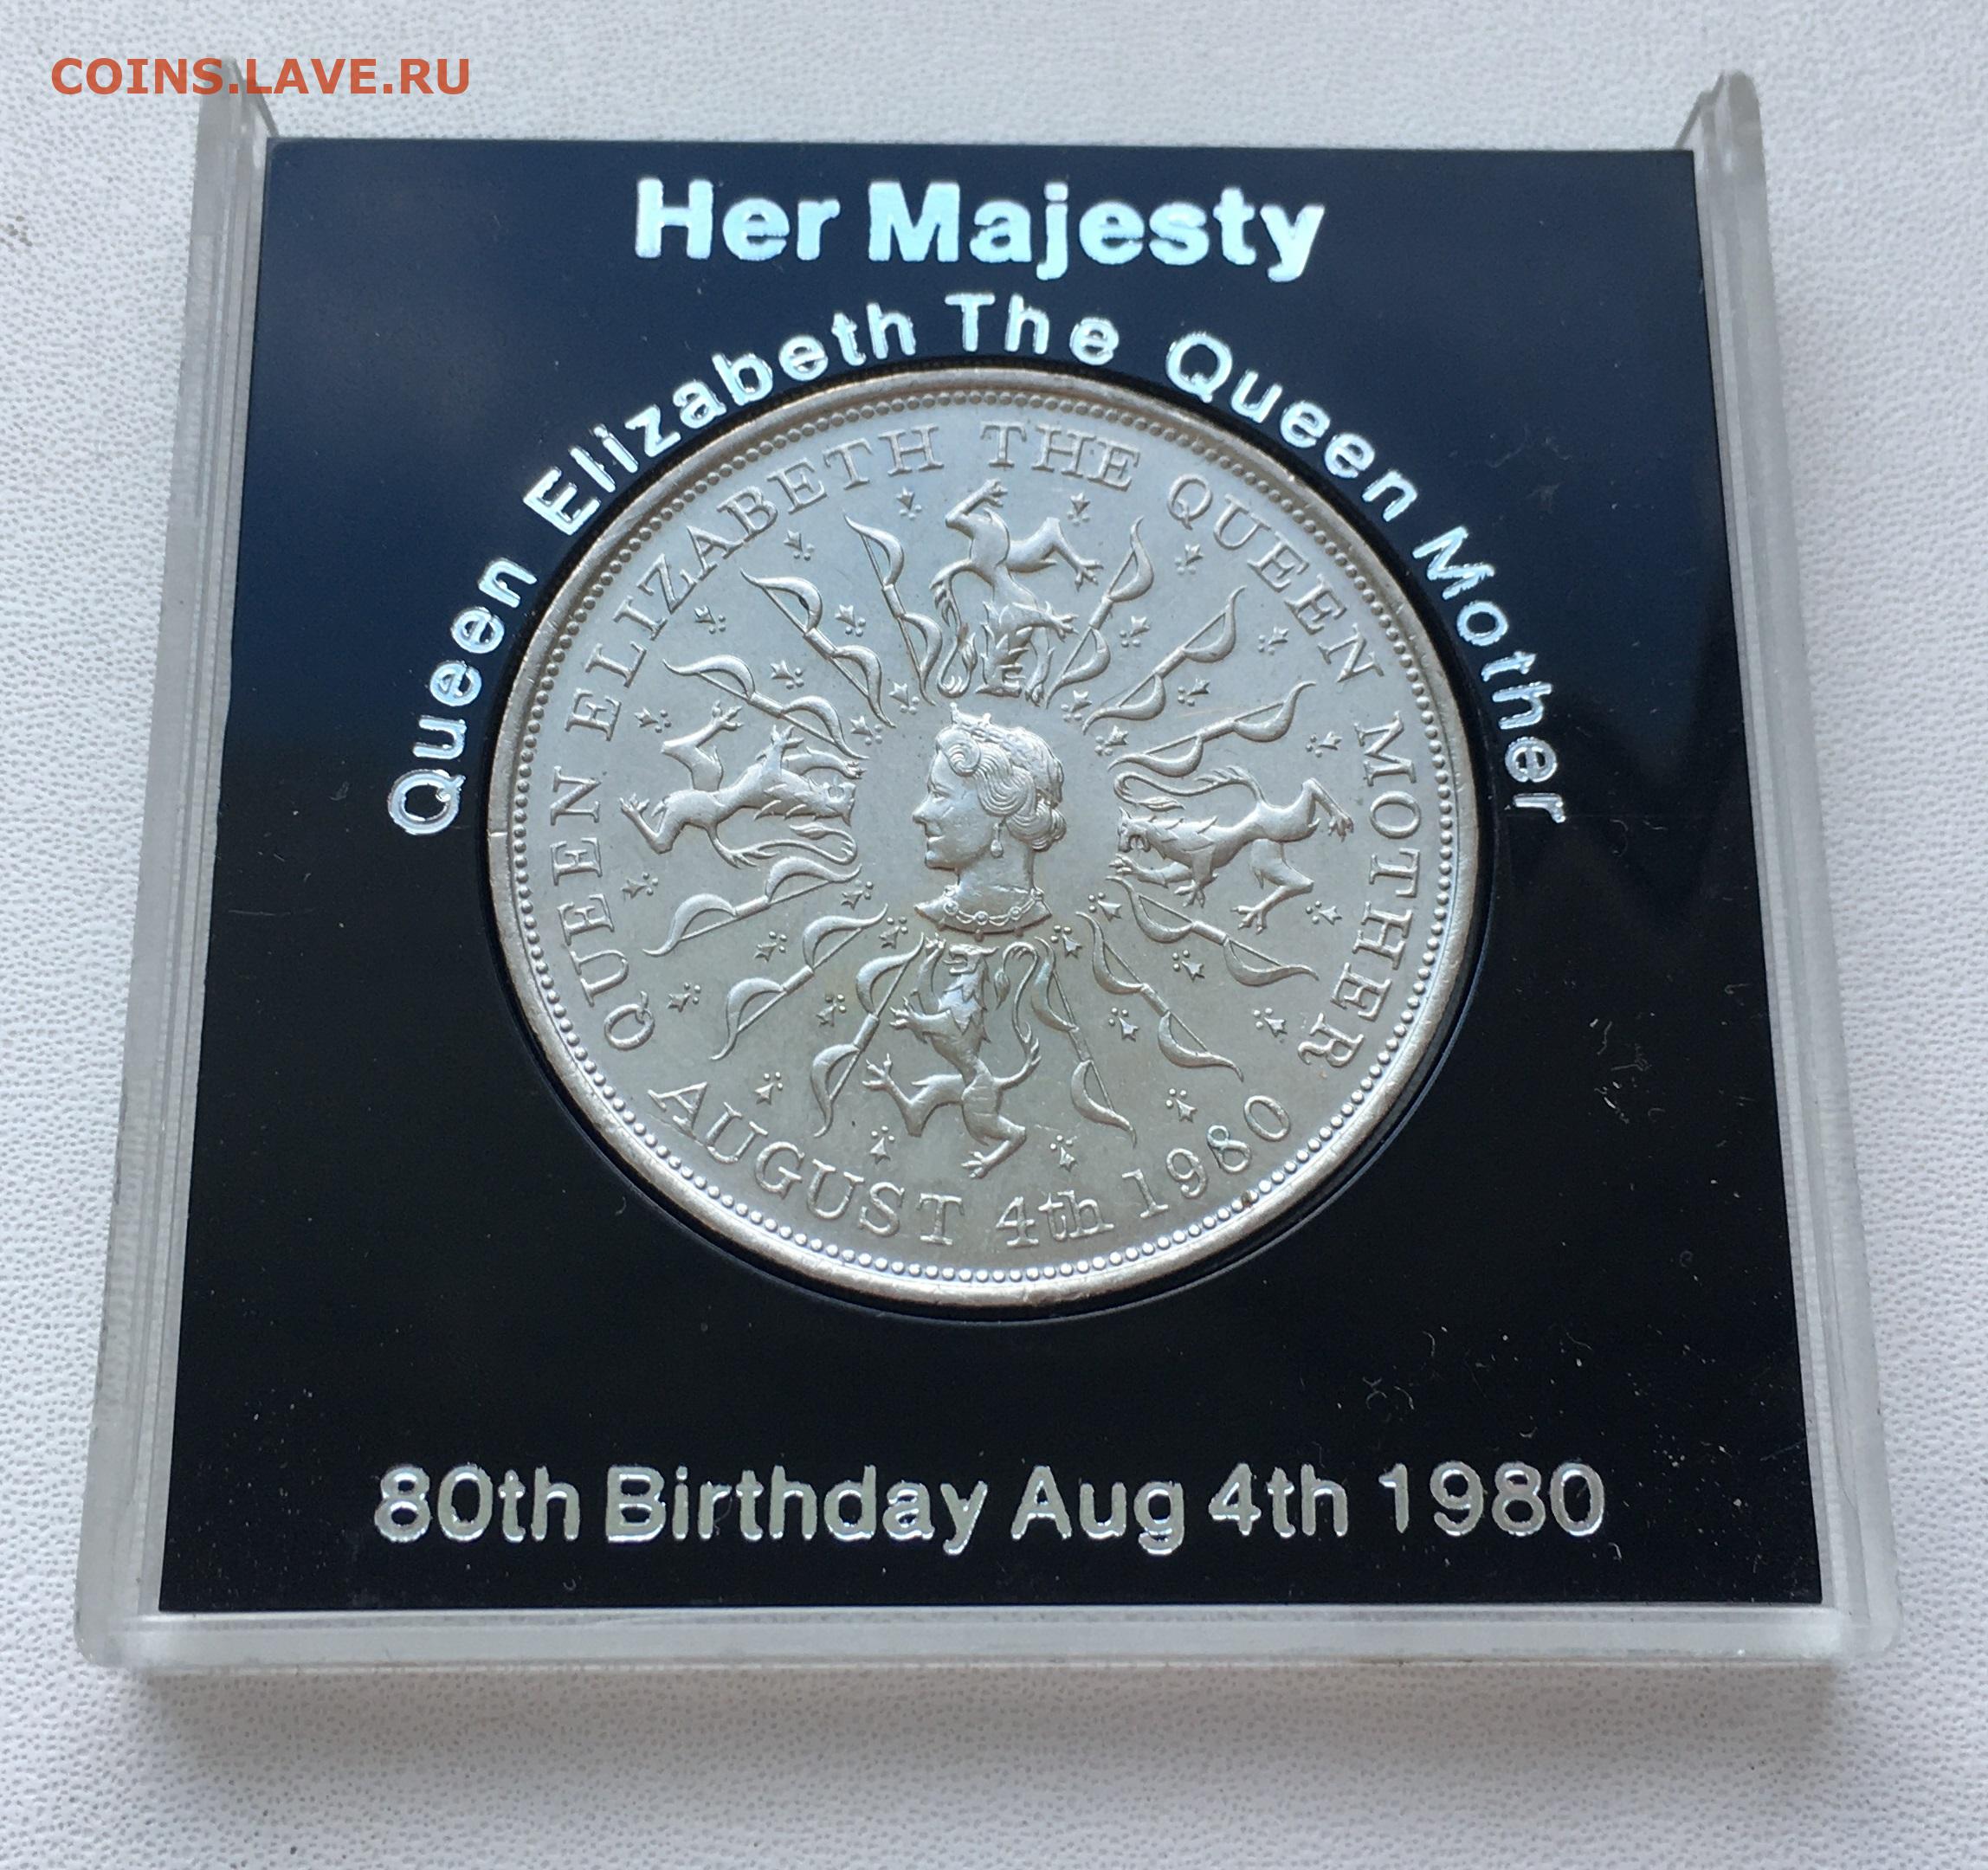 COINS.LAVE.RU
Her Majesty
Queen Elizabeth The Queen Mother
QUEEN ELIZABETH THE QUEEN MOTHER
AUGUST 4th 1980
80th Birthday Aug 4th 1980